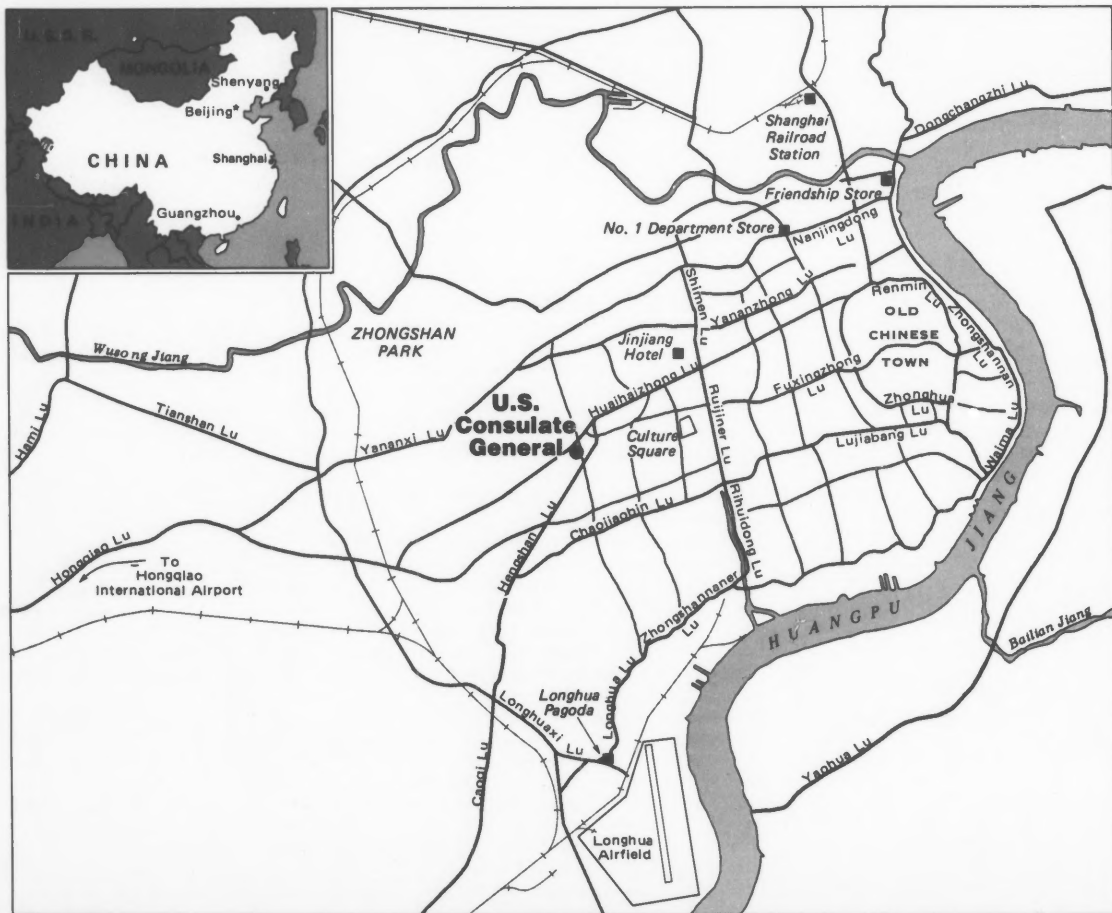 U.S.S.R.
MONGOLIA
Shenyang
Beijing*
CHINA
Shanghai
Guangzhou
INDIA
Dongchangzhi Lu
Shanghai
Railroad
Station
Friendship Store
No. 1 Department Store
Nanjingdong
Lu
Shimen Lu
Yananzhong Lu
Renmin
Lu
OLD
CHINESE
TOWN
Zhongshannan
Lu
ZHONGSHAN
PARK
Wusong Jiang
Jinjiang
Hotel
Huaihaizhong Lu
Fuxingzhong
Lu
Zhonghua
Lu
Hami Lu
Tianshan Lu
Yananxi Lu
U.S.
Consulate
General
Culture
Square
Ruijiner Lu
Lujiabang Lu
Waima Lu
Hongqiao Lu
To
Hongqiao
International Airport
Hengshan Lu
Chaojiaobin Lu
Rihuidong Lu
Zhongshannaner
Lu
HUANGPU
JIANG
Bailian Jiang
Longhua
Pagoda
Longhua Lu
Longhuaxi
Lu
Caoqi Lu
Yaohua Lu
Longhua
Airfield